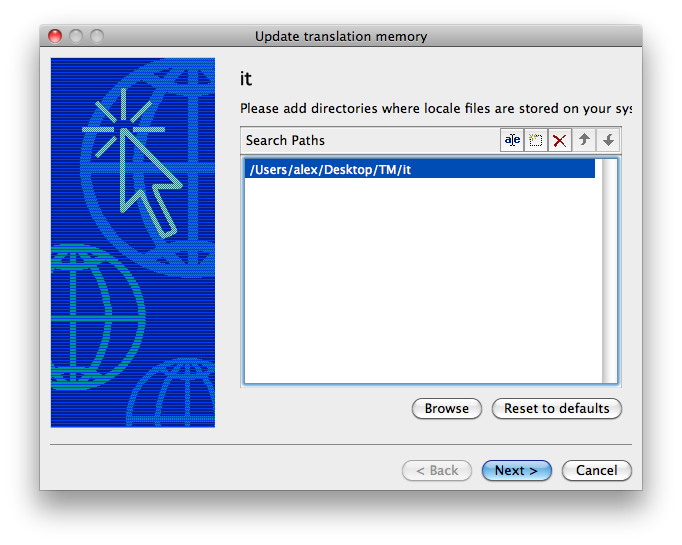 Update translation memory
it
Please add directories where locale files are stored on your sys
Search Paths
a e
/Users/alex/Desktop/TM/it
Browse
Reset to defaults
< Back
Next >
Cancel